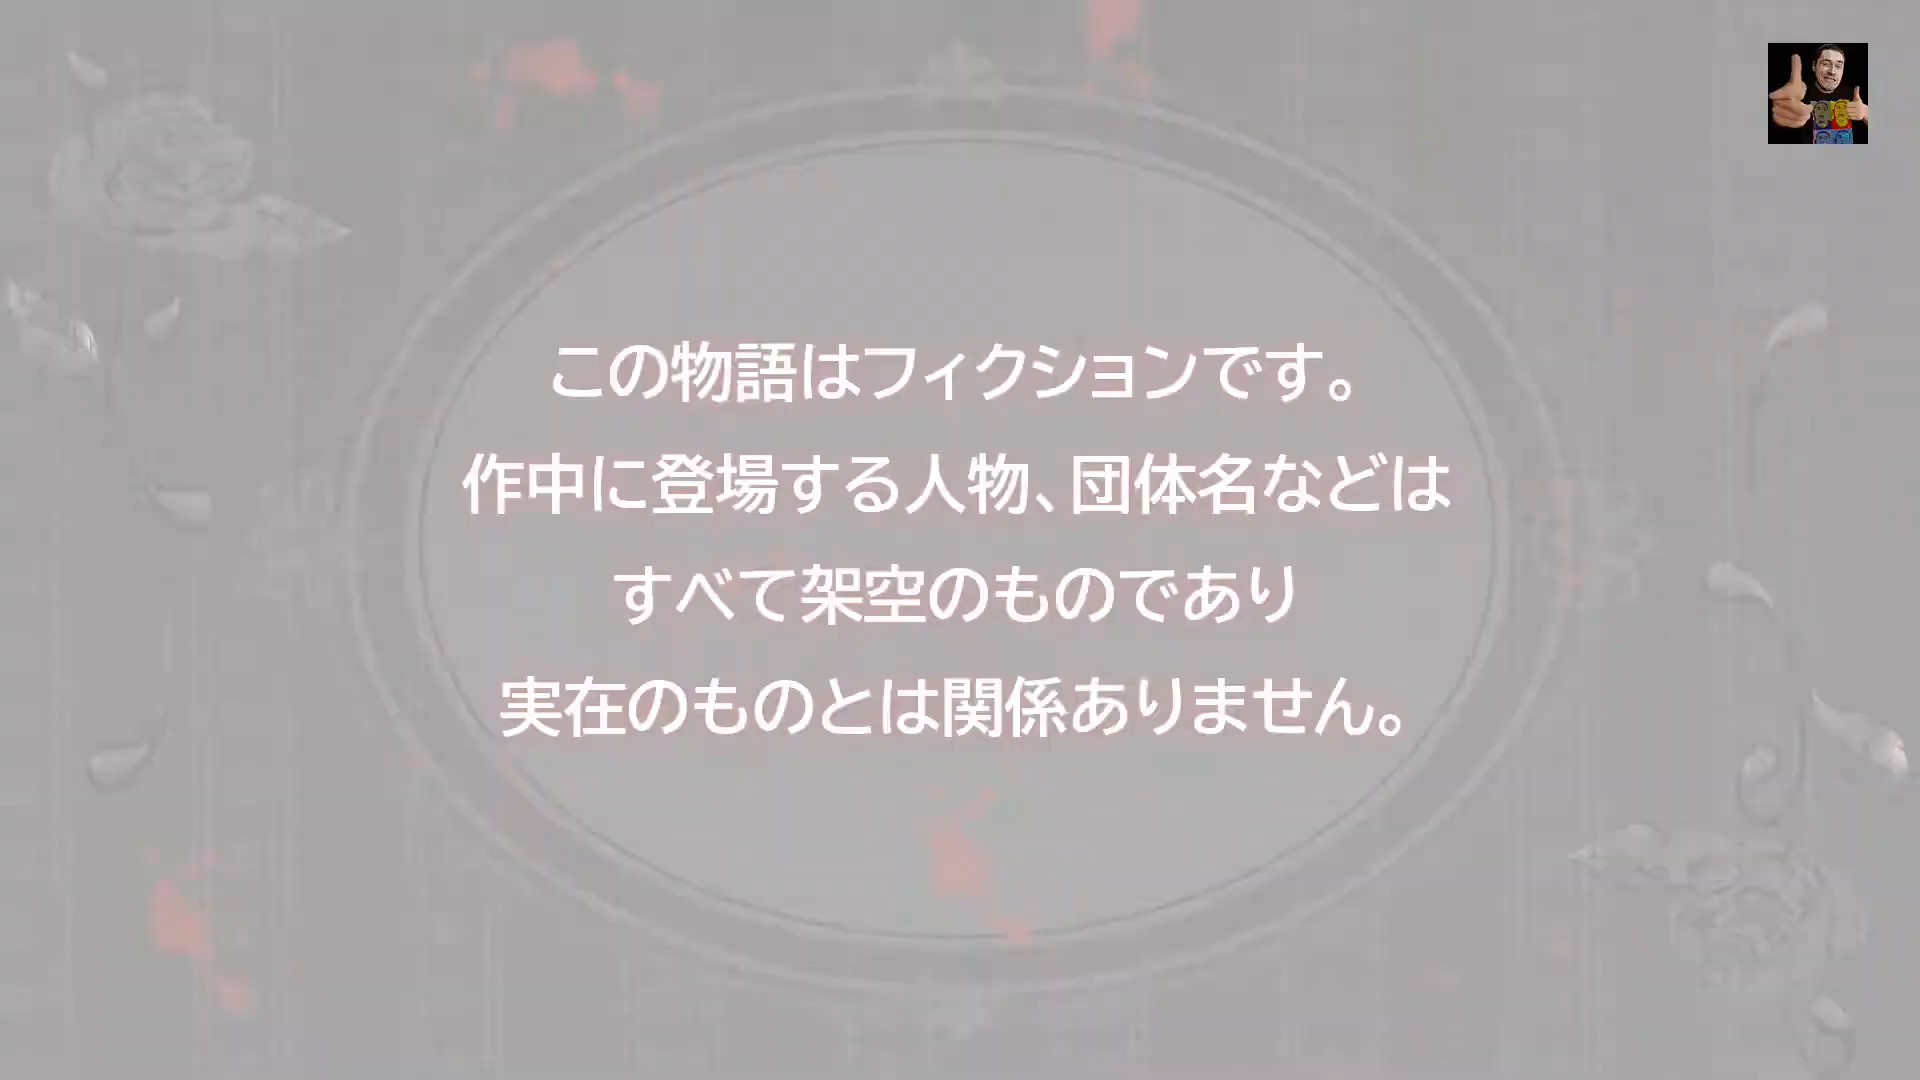 この物語はフィクションです。
作中に登場する人物、団体名などは
すべて架空のものであり
実在のものとは関係ありません。